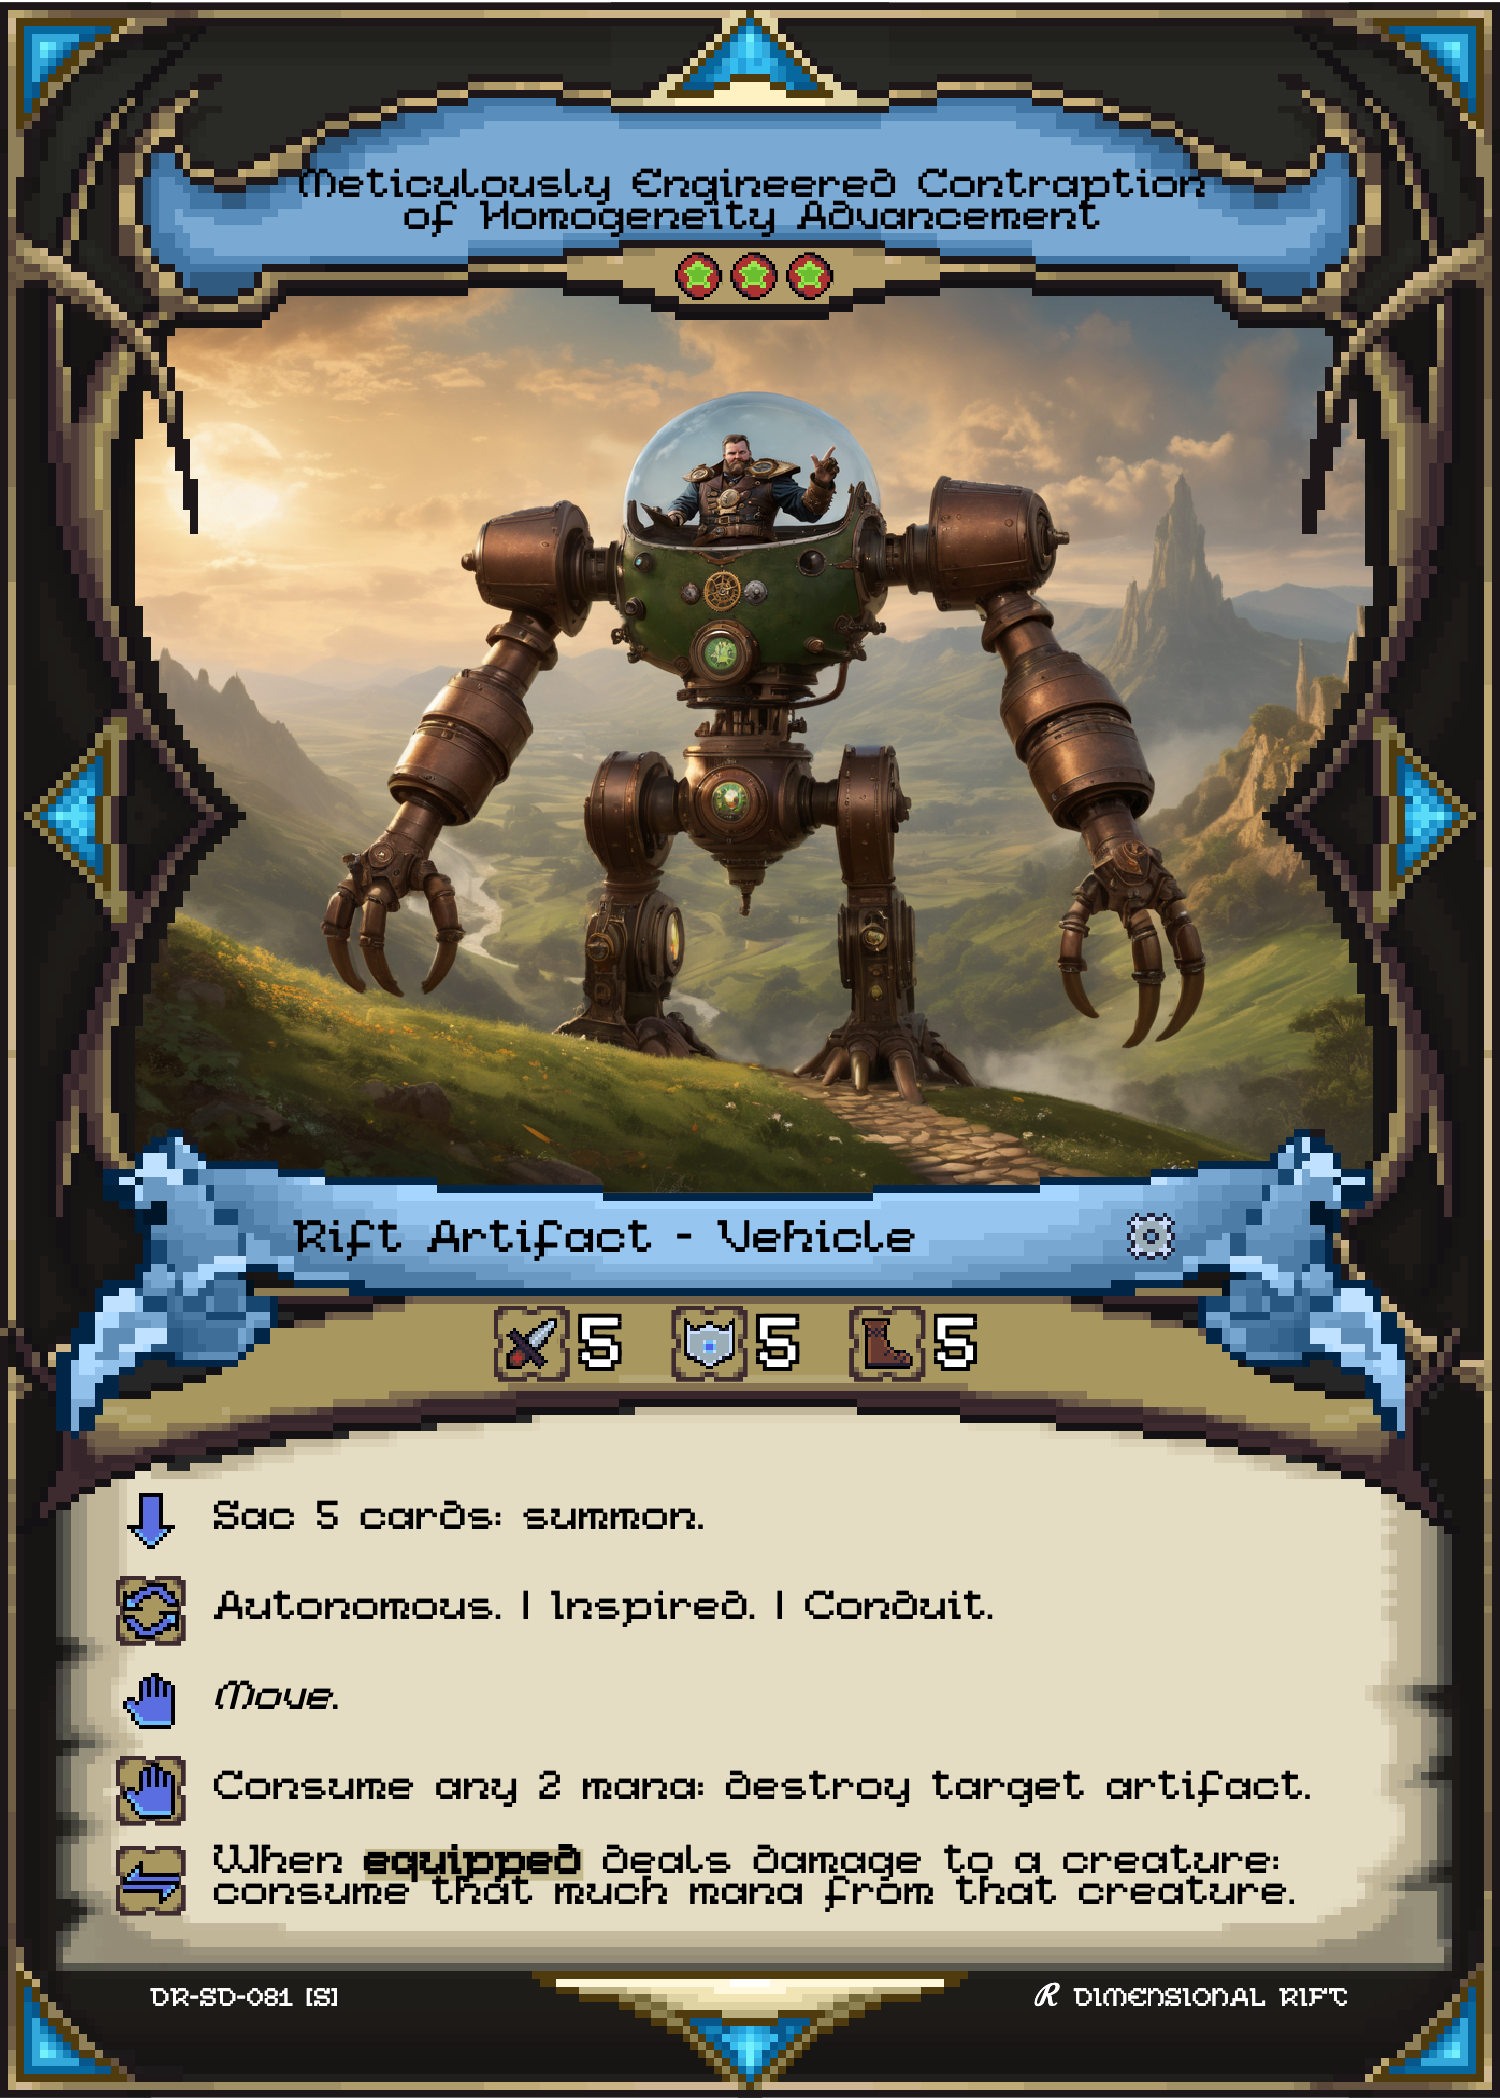 Meticulously Engineered Contraption
of Homogeneity Advancement
Rift Artifact - Vehicle
5 5 5
Sac 5 cards: summon.
Autonomous. | Inspired. | Conduit.
Move.
Consume any 2 mana: destroy target artifact.
When equipped deals damage to a creature:
consume that much mana from that creature.
DR-SD-081 [S]
R DIMENSIONAL RIFT